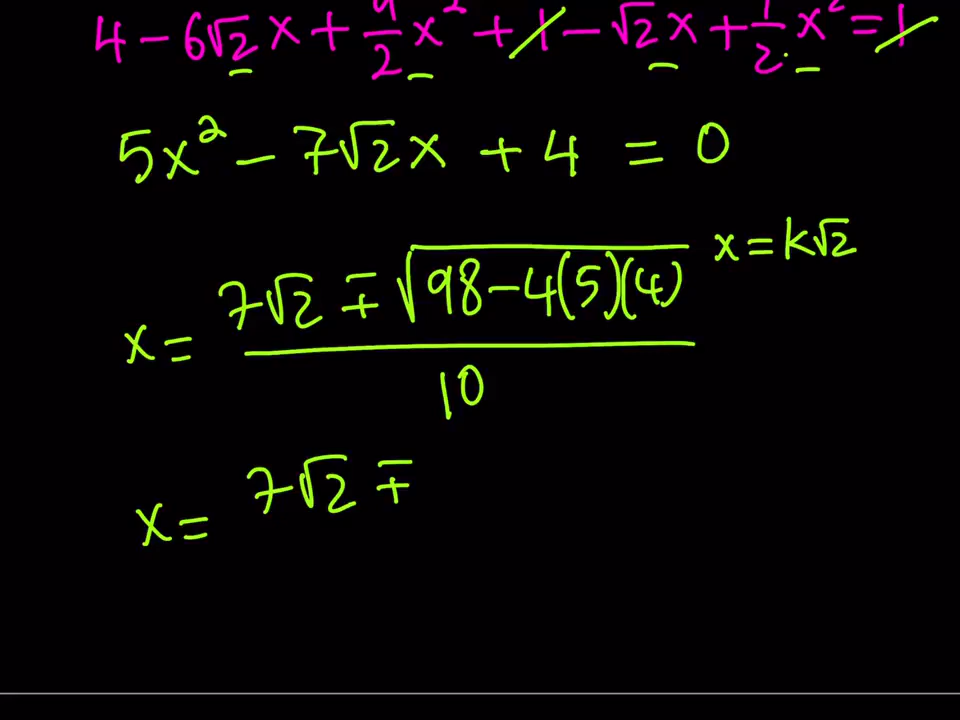 4 - 6√2 x + 9/2 x² + 1 - √2 x + 1/2 x² = 1
5x² - 7√2 x + 4 = 0
x = k√2
x = (7√2 ∓ √(98 - 4(5)(4))) / 10
x = 7√2 ∓